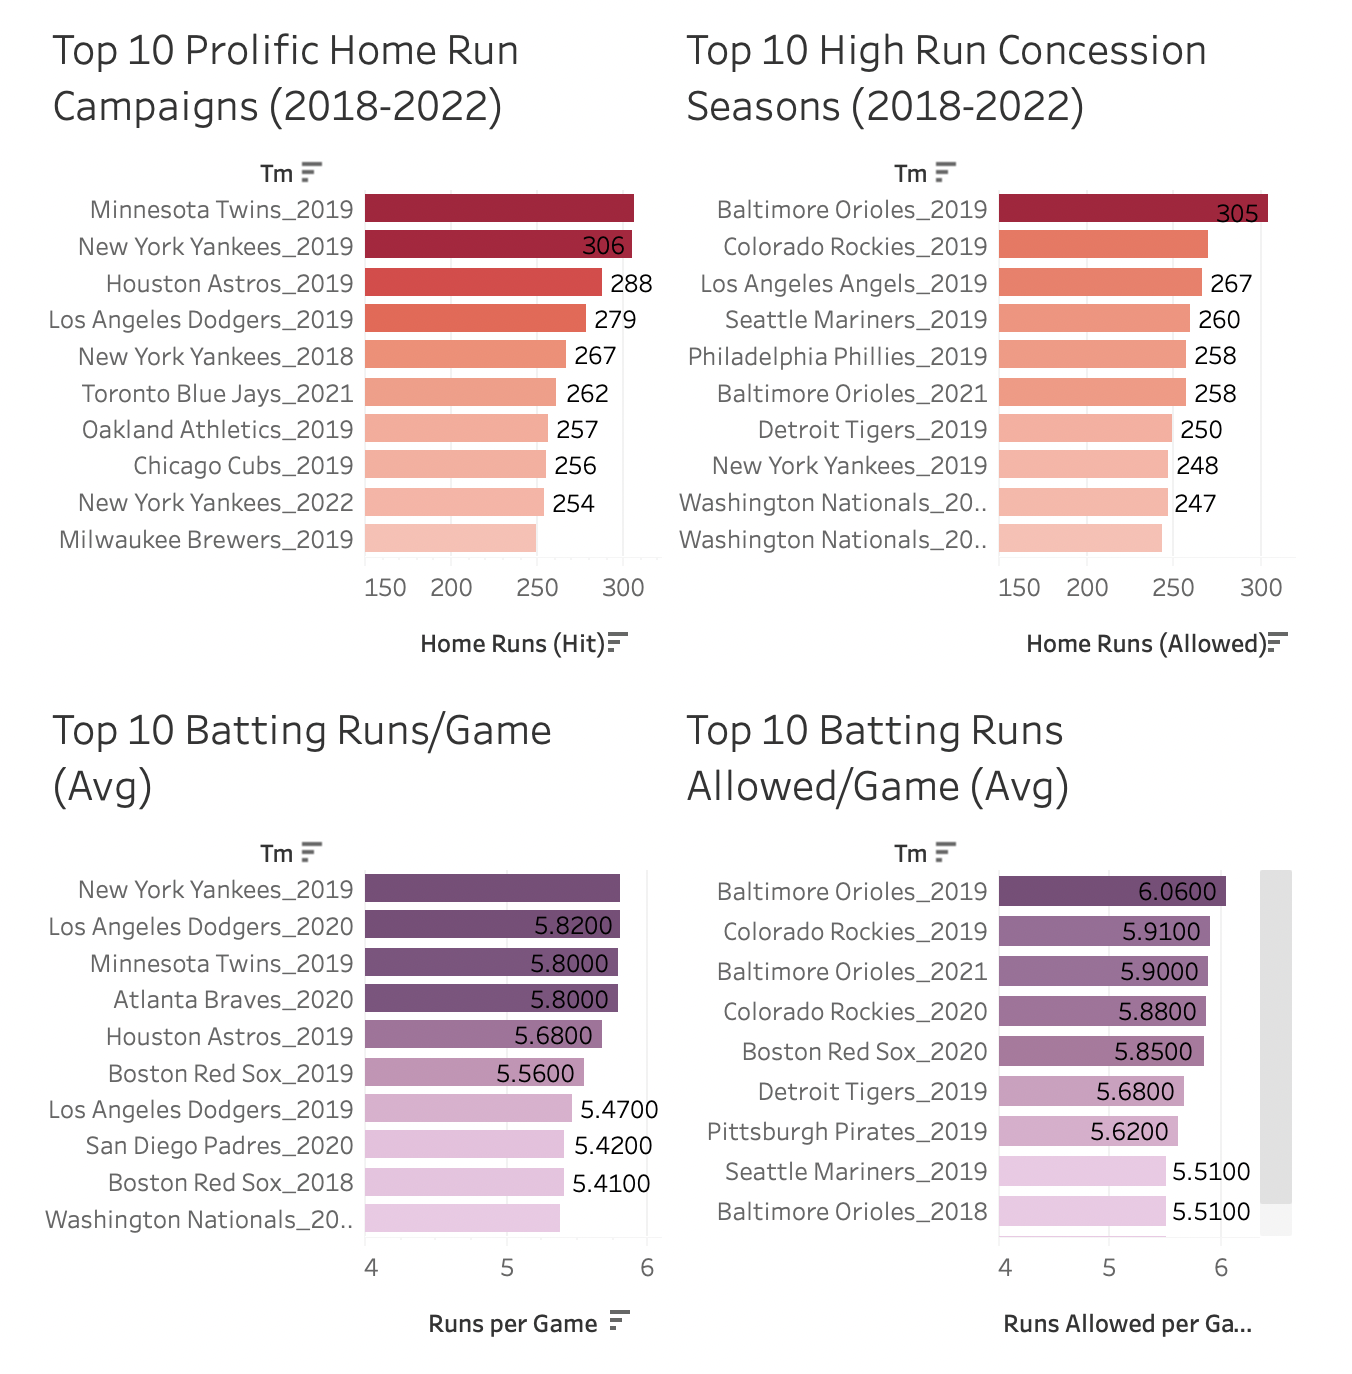 Top 10 Prolific Home Run
Campaigns (2018-2022)
Tm
Minnesota Twins_2019
New York Yankees_2019 306
Houston Astros_2019 288
Los Angeles Dodgers_2019 279
New York Yankees_2018 267
Toronto Blue Jays_2021 262
Oakland Athletics_2019 257
Chicago Cubs_2019 256
New York Yankees_2022 254
Milwaukee Brewers_2019
150 200 250 300
Home Runs (Hit)
Top 10 High Run Concession
Seasons (2018-2022)
Tm
Baltimore Orioles_2019 305
Colorado Rockies_2019
Los Angeles Angels_2019 267
Seattle Mariners_2019 260
Philadelphia Phillies_2019 258
Baltimore Orioles_2021 258
Detroit Tigers_2019 250
New York Yankees_2019 248
Washington Nationals_20.. 247
Washington Nationals_20..
150 200 250 300
Home Runs (Allowed)
Top 10 Batting Runs/Game
(Avg)
Tm
New York Yankees_2019
Los Angeles Dodgers_2020 5.8200
Minnesota Twins_2019 5.8000
Atlanta Braves_2020 5.8000
Houston Astros_2019 5.6800
Boston Red Sox_2019 5.5600
Los Angeles Dodgers_2019 5.4700
San Diego Padres_2020 5.4200
Boston Red Sox_2018 5.4100
Washington Nationals_20..
4 5 6
Runs per Game
Top 10 Batting Runs
Allowed/Game (Avg)
Tm
Baltimore Orioles_2019 6.0600
Colorado Rockies_2019 5.9100
Baltimore Orioles_2021 5.9000
Colorado Rockies_2020 5.8800
Boston Red Sox_2020 5.8500
Detroit Tigers_2019 5.6800
Pittsburgh Pirates_2019 5.6200
Seattle Mariners_2019 5.5100
Baltimore Orioles_2018 5.5100
4 5 6
Runs Allowed per Ga...